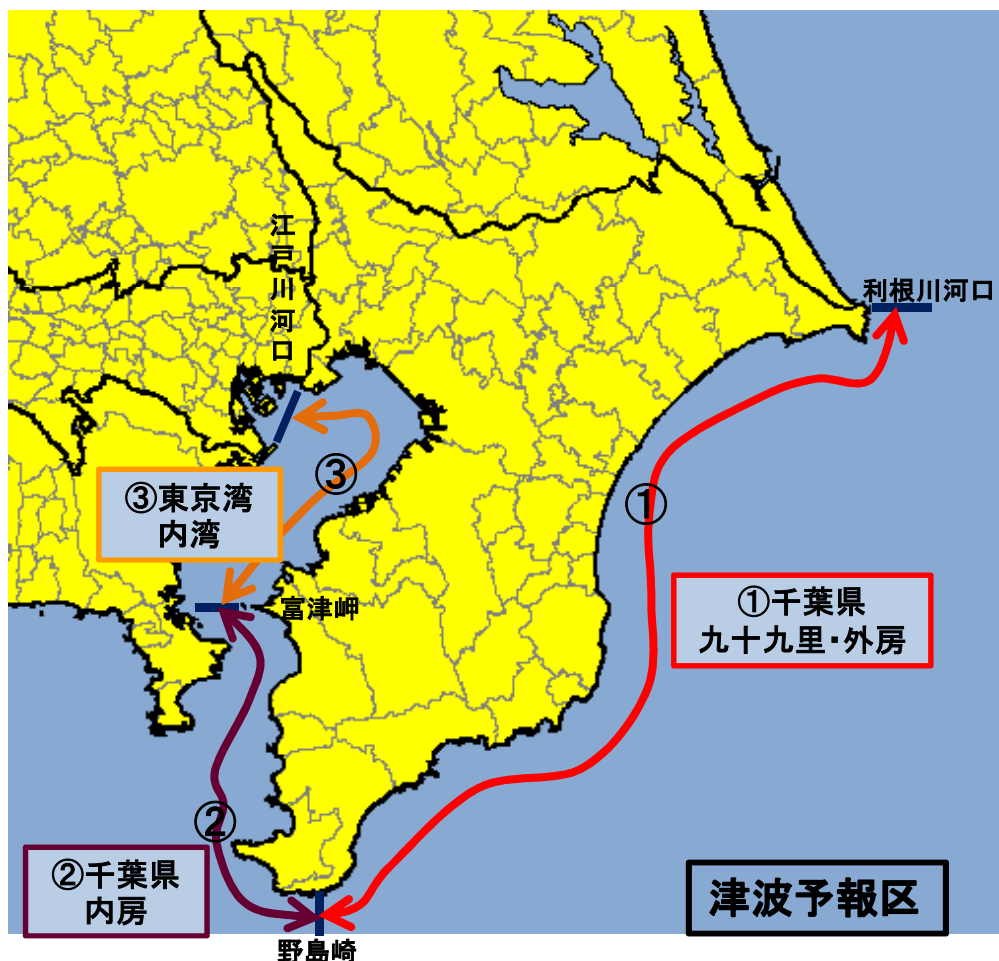 江戸川河口
利根川河口
③
③東京湾
内湾
①
①千葉県
九十九里・外房
富津岬
②
②千葉県
内房
津波予報区
野島崎